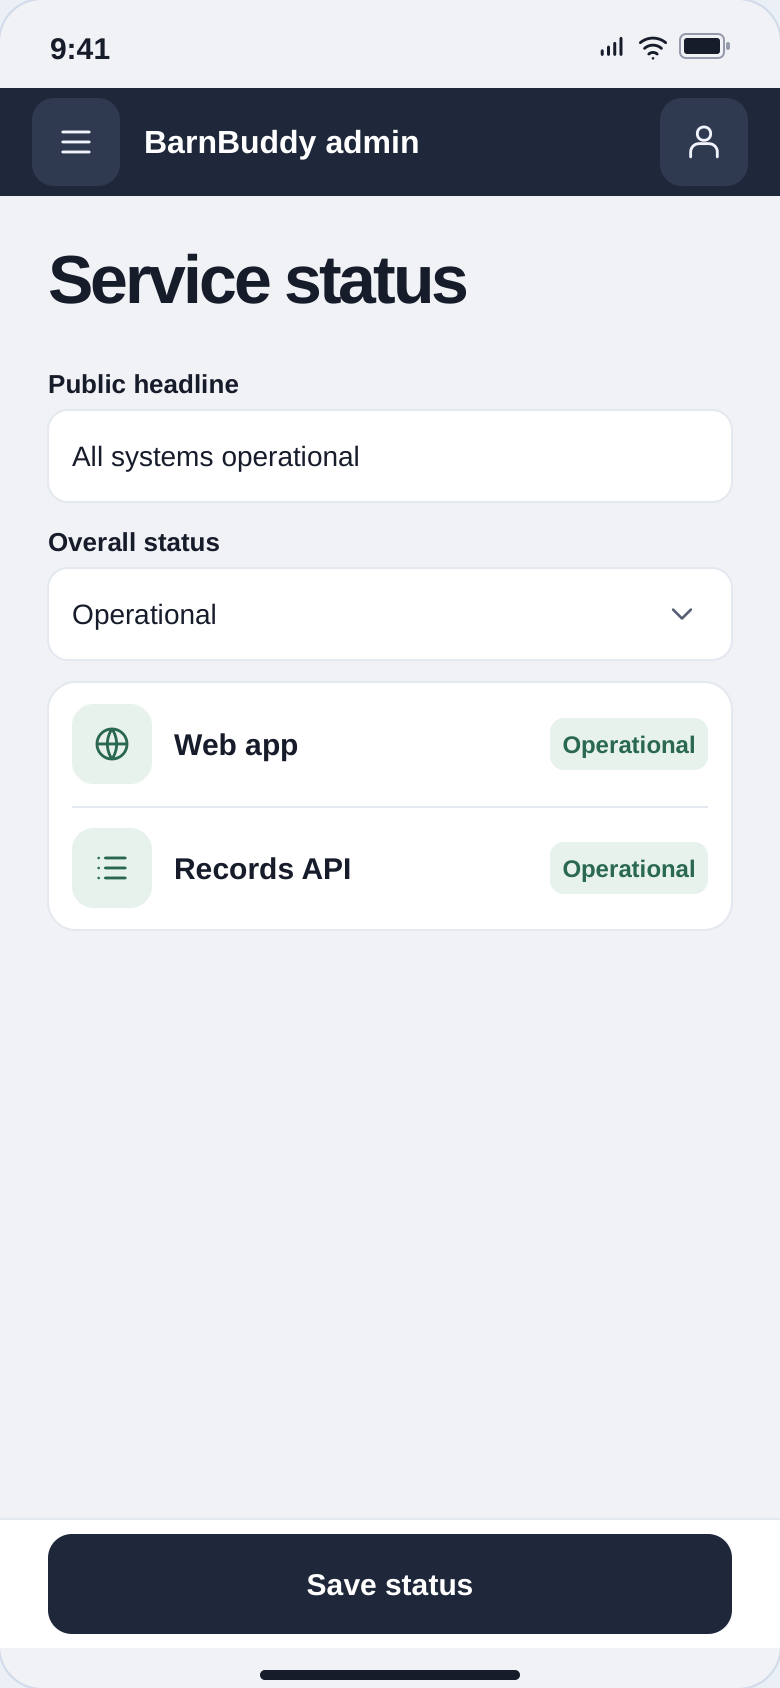 9:41
BarnBuddy admin
Service status
Public headline
All systems operational
Overall status
Operational
Web app
Operational
Records API
Operational
Save status